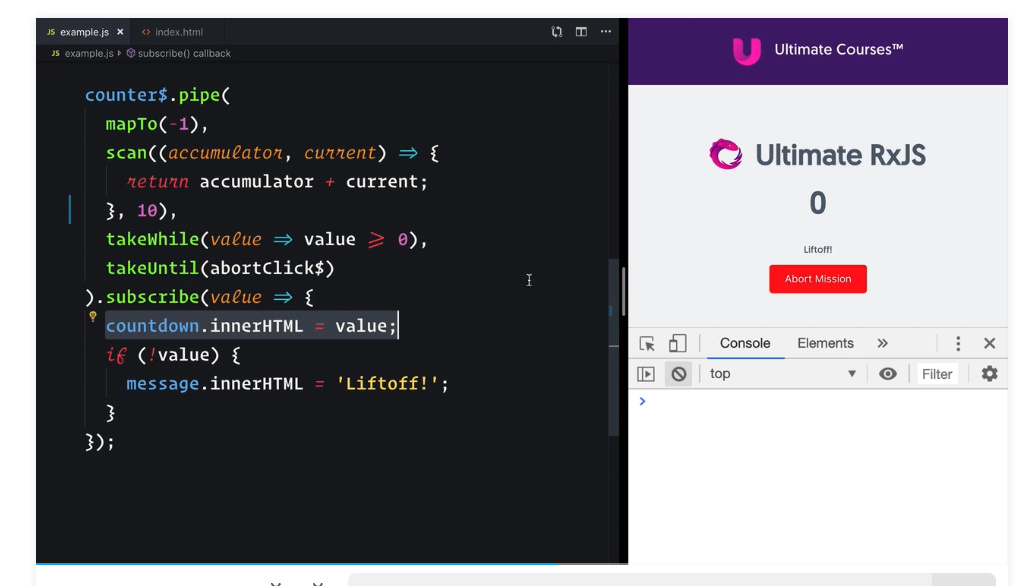 JS example.js × <> index.html
JS example.js subscribe() callback
counter$.pipe(
mapTo(-1),
scan((accumulator, current) => {
return accumulator + current;
}, 10),
takeWhile(value => value >= 0),
takeUntil(abortClick$)
).subscribe(value => {
countdown.innerHTML = value;
if (!value) {
message.innerHTML = 'Liftoff!';
}
});
Ultimate Courses™
Ultimate RxJS
0
Liftoff!
Abort Mission
Console Elements »
top Filter